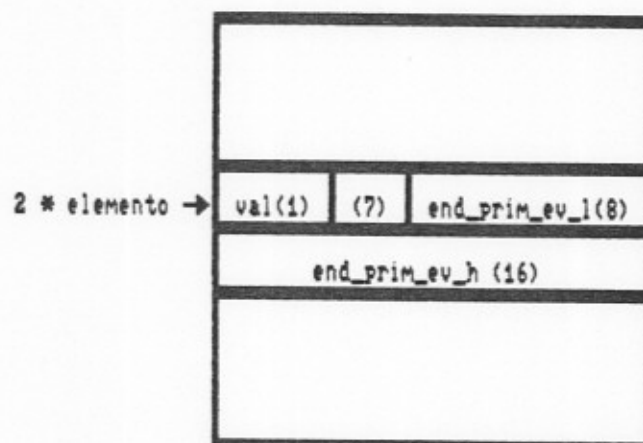 2 * elemento → val(1) (7) end_prim_ev_l(8)
end_prim_ev_h (16)